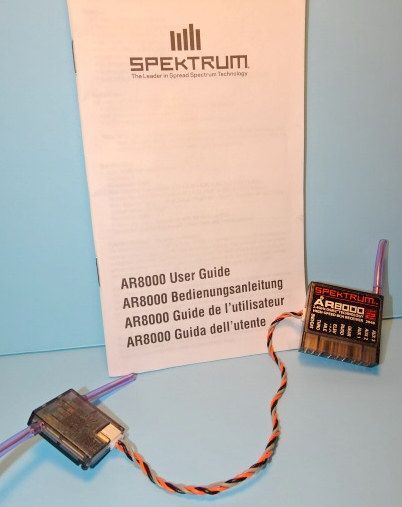 SPEKTRUM
The Leader in Spread Spectrum Technology
AR8000 User Guide
AR8000 Bedienungsanleitung
AR8000 Guide de l'utilisateur
AR8000 Guida dell'utente
SPEKTRUM
AR8000